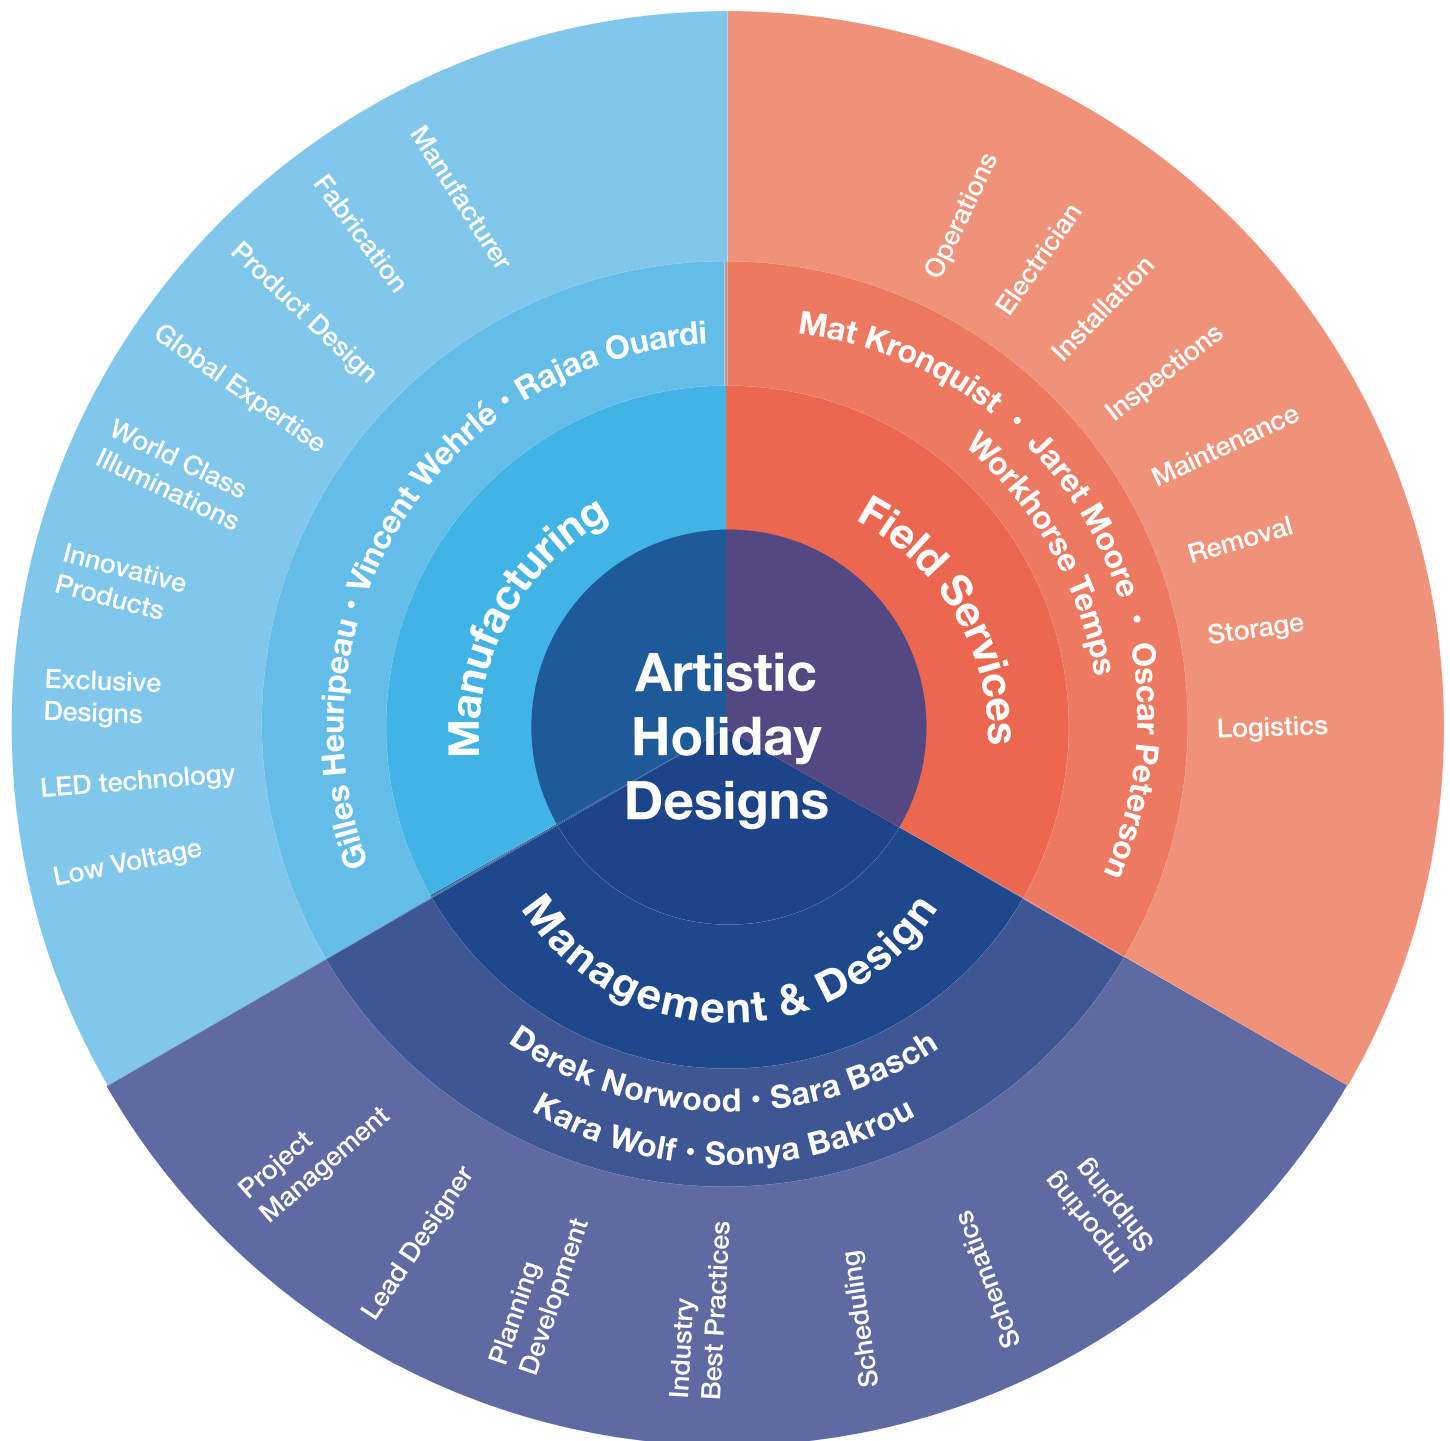 Artistic
Holiday
Designs
Manufacturing
Gilles Heuripeau · Vincent Wehrlé · Rajaa Ouardi
Manufacturer
Fabrication
Product Design
Global Expertise
World Class
Illuminations
Innovative
Products
Exclusive
Designs
LED technology
Low Voltage
Field Services
Mat Kronquist · Jaret Moore · Oscar Peterson
Workhorse Temps
Operations
Electrician
Installation
Inspections
Maintenance
Removal
Storage
Logistics
Management & Design
Derek Norwood · Sara Basch
Kara Wolf · Sonya Bakrou
Project
Management
Lead Designer
Planning
Development
Industry
Best Practices
Scheduling
Schematics
Importing
Shipping